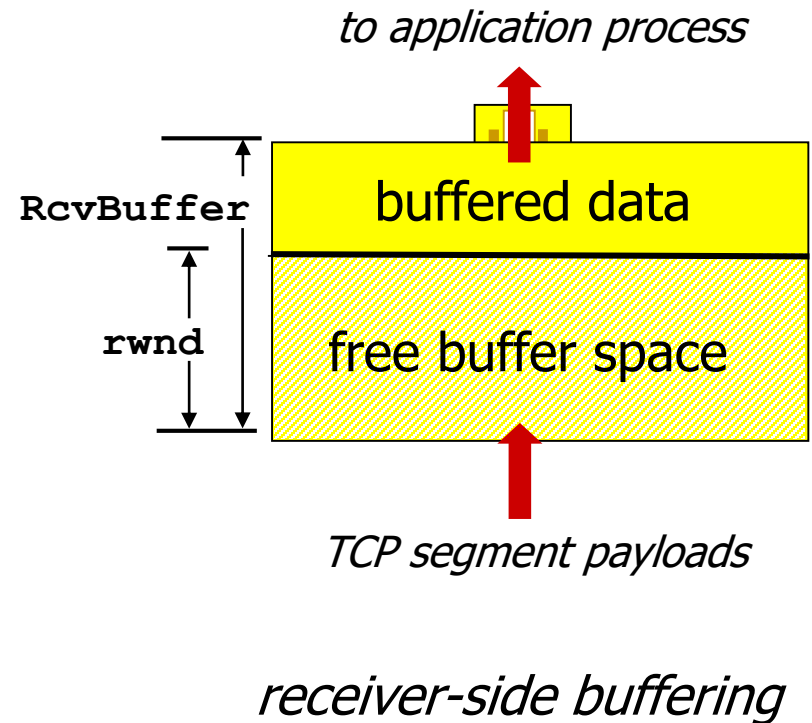 to application process
RcvBuffer
buffered data
rwnd
free buffer space
TCP segment payloads
receiver-side buffering